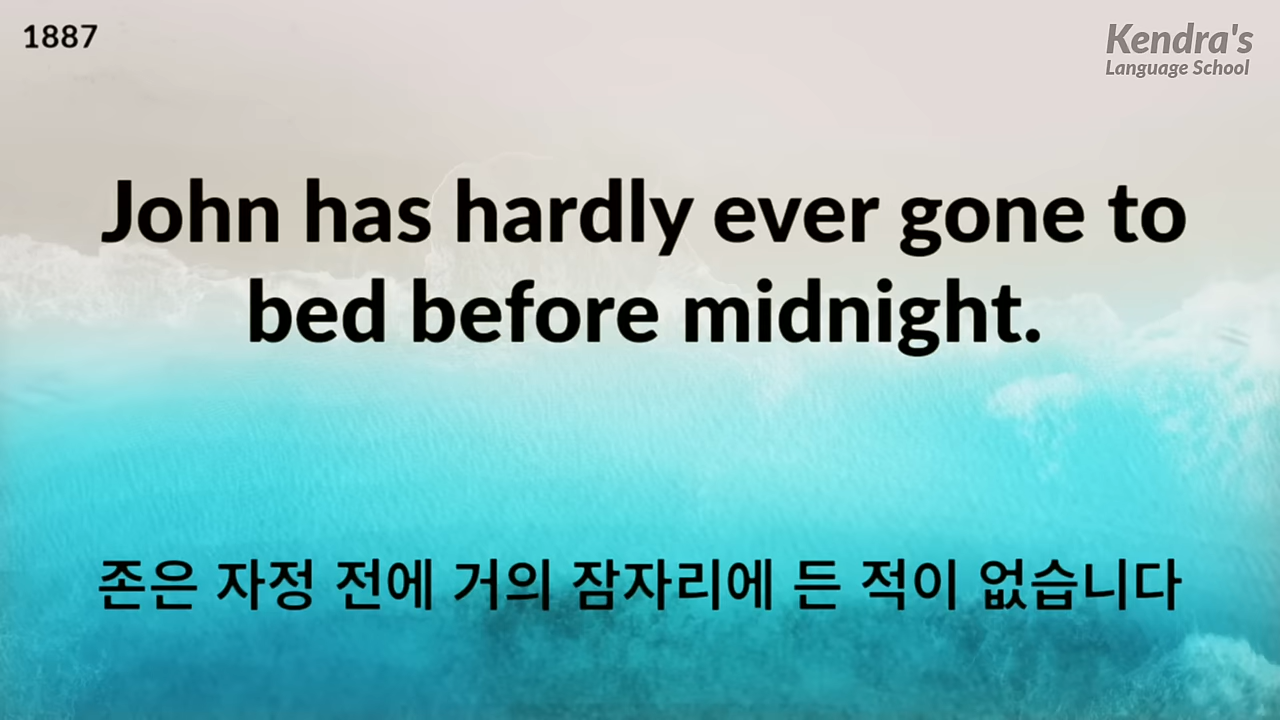 1887
Kendra's
Language School
John has hardly ever gone to
bed before midnight.
존은 자정 전에 거의 잠자리에 든 적이 없습니다